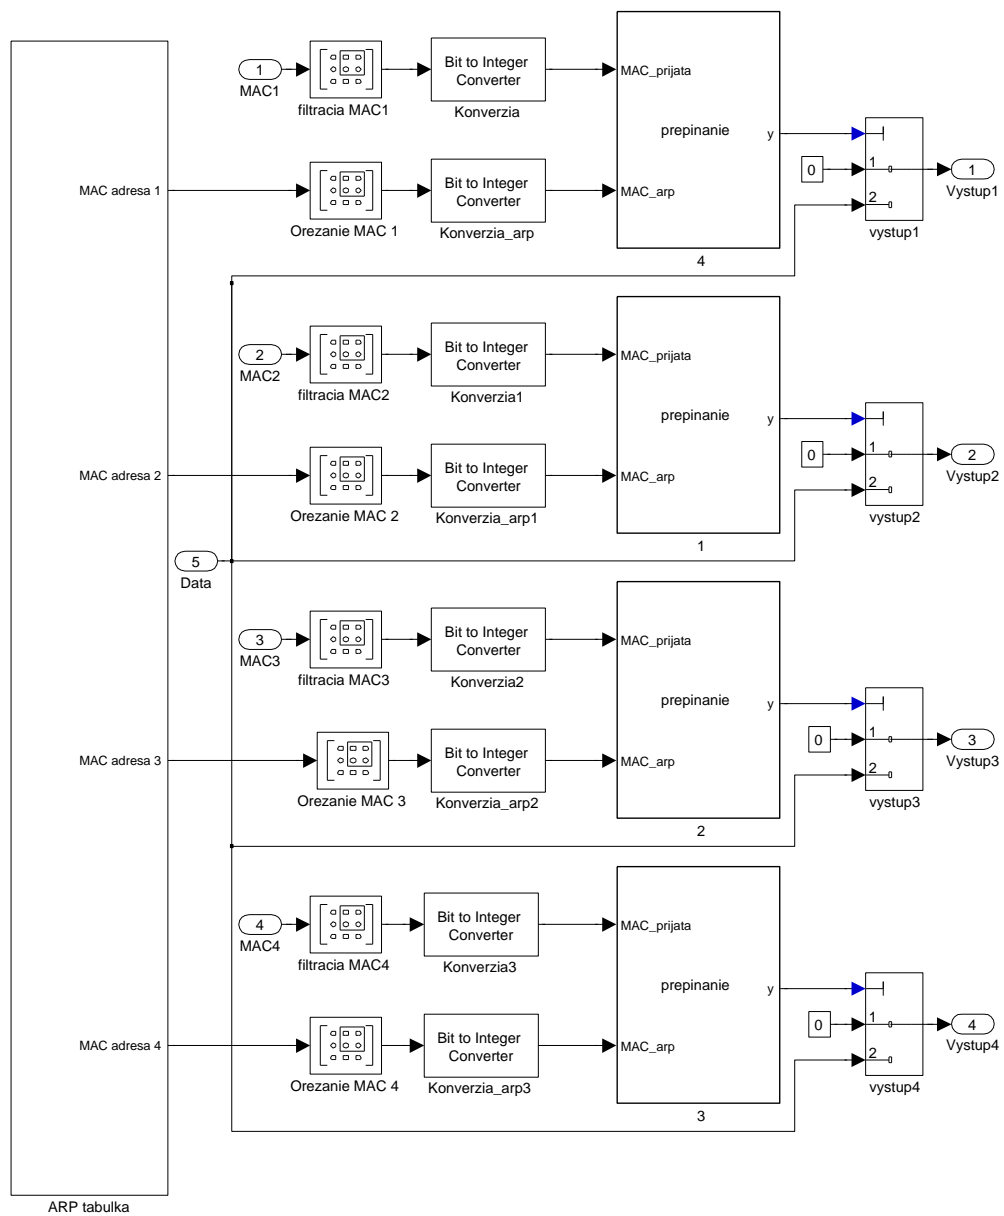 1
MAC1
filtracia MAC1
Bit to Integer
Converter
Konverzia
MAC_prijata
prepinanie
y
MAC adresa 1
Orezanie MAC 1
Bit to Integer
Converter
Konverzia_arp
MAC_arp
4
0
1
2
vystup1
1
Vystup1
2
MAC2
filtracia MAC2
Bit to Integer
Converter
Konverzia1
MAC_prijata
prepinanie
y
MAC adresa 2
Orezanie MAC 2
Bit to Integer
Converter
Konverzia_arp1
MAC_arp
1
0
1
2
vystup2
2
Vystup2
5
Data
3
MAC3
filtracia MAC3
Bit to Integer
Converter
Konverzia2
MAC_prijata
prepinanie
y
MAC adresa 3
Orezanie MAC 3
Bit to Integer
Converter
Konverzia_arp2
MAC_arp
2
0
1
2
vystup3
3
Vystup3
4
MAC4
filtracia MAC4
Bit to Integer
Converter
Konverzia3
MAC_prijata
prepinanie
y
MAC adresa 4
Orezanie MAC 4
Bit to Integer
Converter
Konverzia_arp3
MAC_arp
3
0
1
2
vystup4
4
Vystup4
ARP tabulka